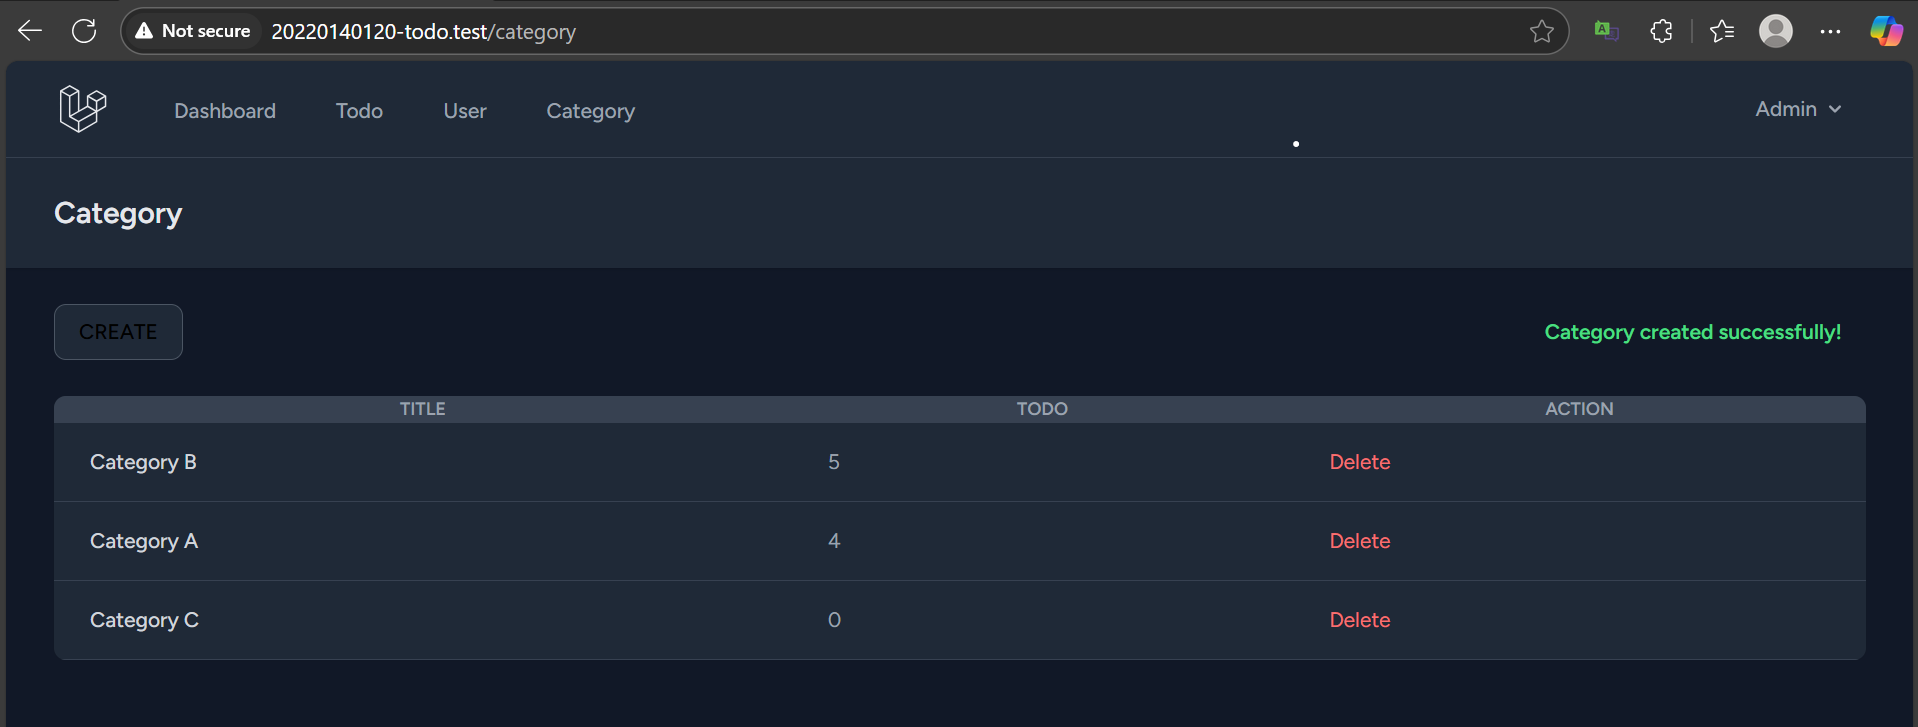 Not secure 20220140120-todo.test/category
Dashboard Todo User Category Admin
Category
CREATE Category created successfully!
TITLE TODO ACTION
Category B 5 Delete
Category A 4 Delete
Category C 0 Delete